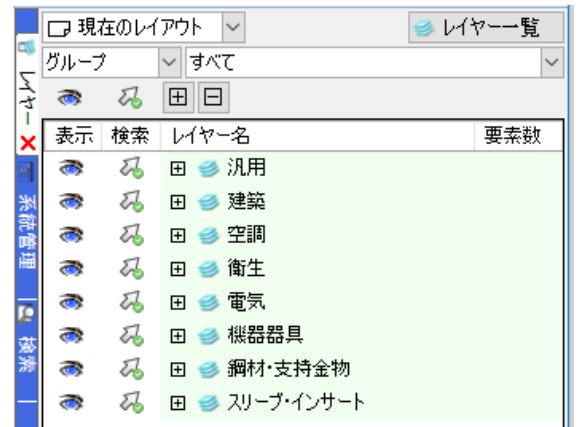 現在のレイアウト
レイヤー一覧
グループ
すべて
表示 検索 レイヤー名 要素数
汎用
建築
空調
衛生
電気
機器器具
鋼材・支持金物
スリーブ・インサート
レイヤー
系統管理
検索